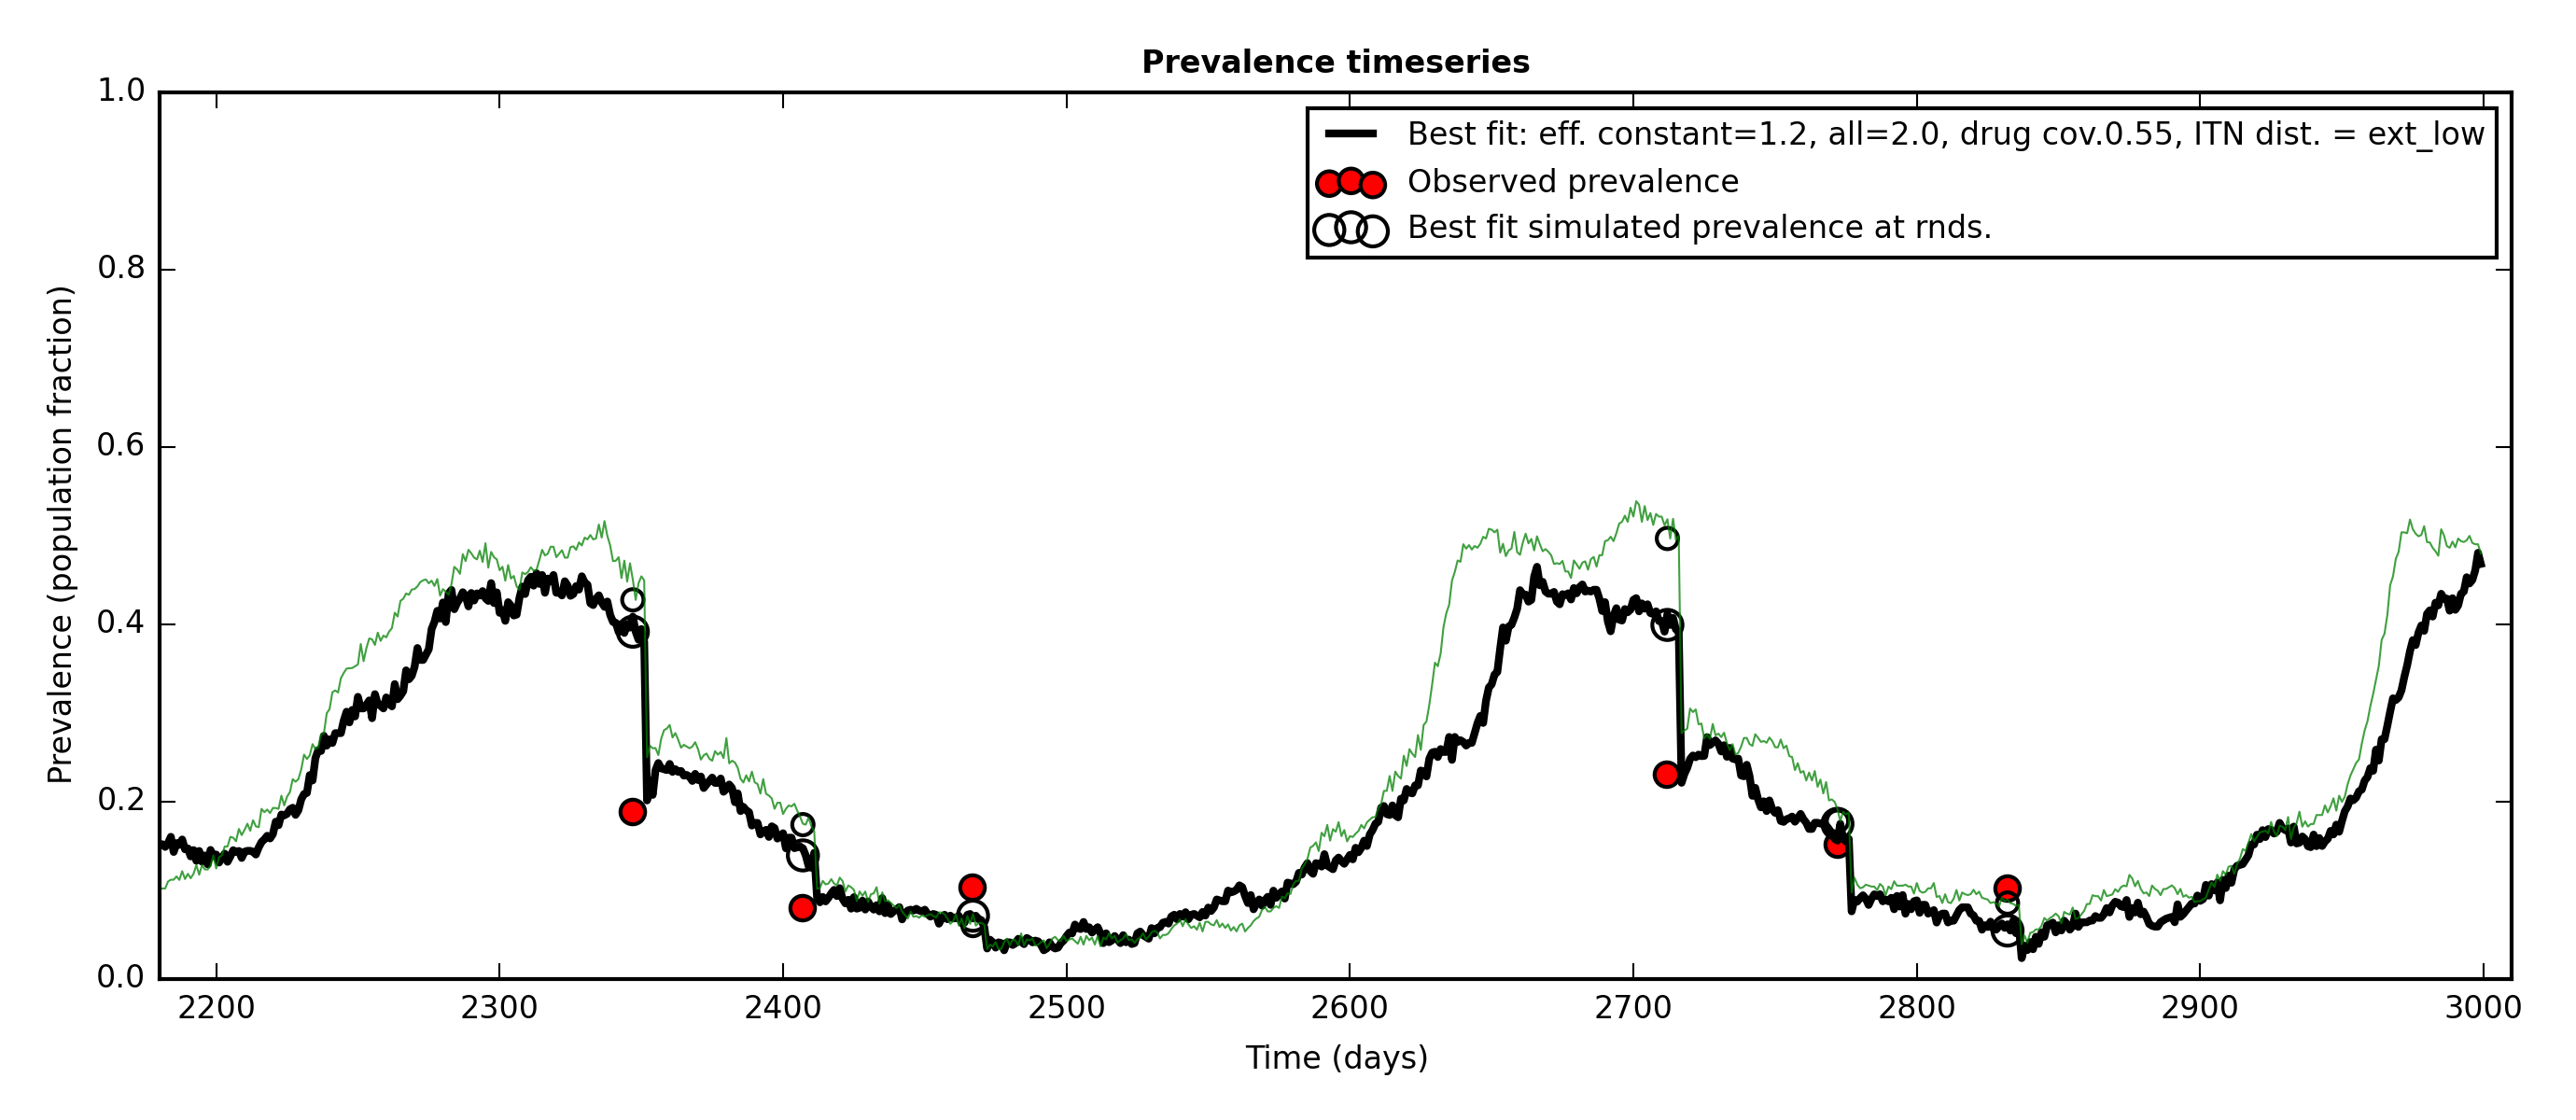 Prevalence timeseries
1.0
0.8
0.6
0.4
0.2
0.0
Prevalence (population fraction)
Best fit: eff. constant=1.2, all=2.0, drug cov.0.55, ITN dist. = ext_low
Observed prevalence
Best fit simulated prevalence at rnds.
2200 2300 2400 2500 2600 2700 2800 2900 3000
Time (days)